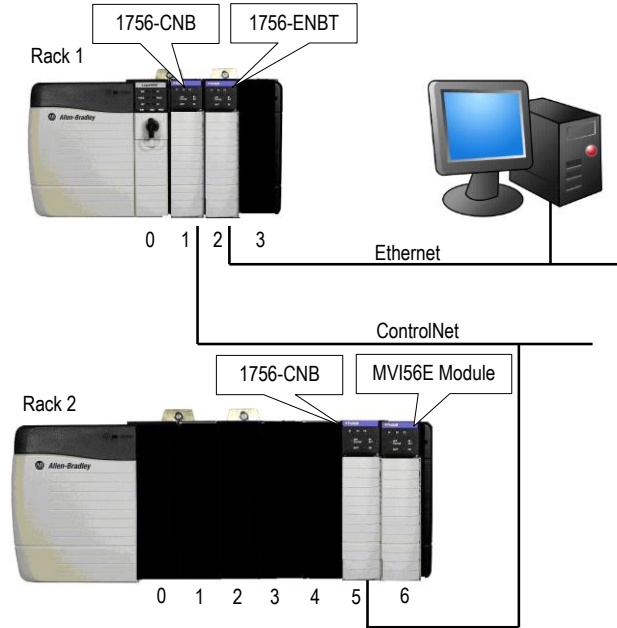 1756-CNB
1756-ENBT
Rack 1
Allen-Bradley
0 1 2 3
Ethernet
ControlNet
1756-CNB
MVI56E Module
Rack 2
Allen-Bradley
0 1 2 3 4 5 6